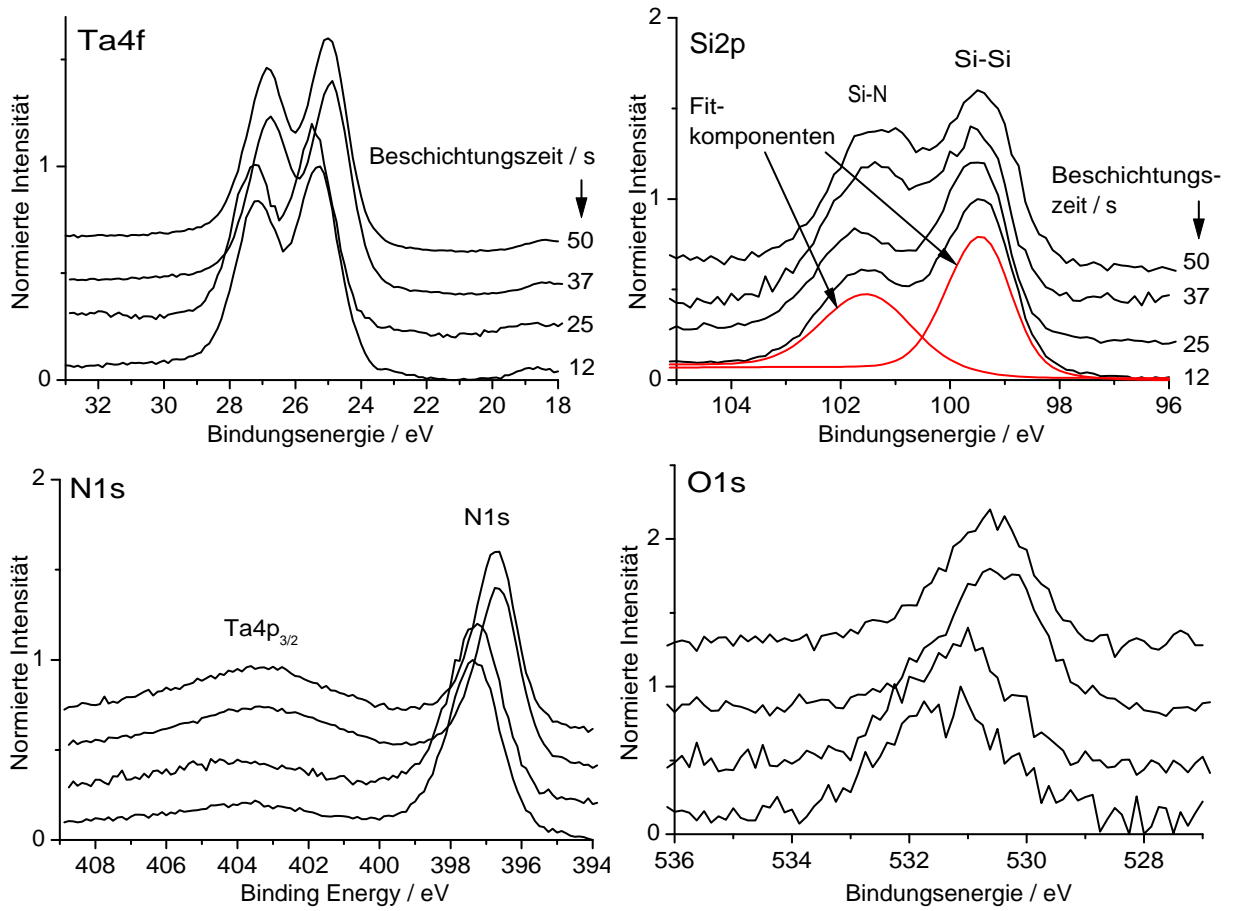 Ta4f
Normierte Intensität
1
0
Beschichtungszeit / s
50
37
25
12
32 30 28 26 24 22 20 18
Bindungsenergie / eV
Si2p
Normierte Intensität
2
1
0
Si-Si
Si-N
Fit-
komponenten
Beschichtungs-
zeit / s
50
37
25
12
104 102 100 98 96
Bindungsenergie / eV
N1s
Normierte Intensität
2
1
0
N1s
Ta4p3/2
408 406 404 402 400 398 396 394
Binding Energy / eV
O1s
Normierte Intensität
2
1
0
536 534 532 530 528
Bindungsenergie / eV